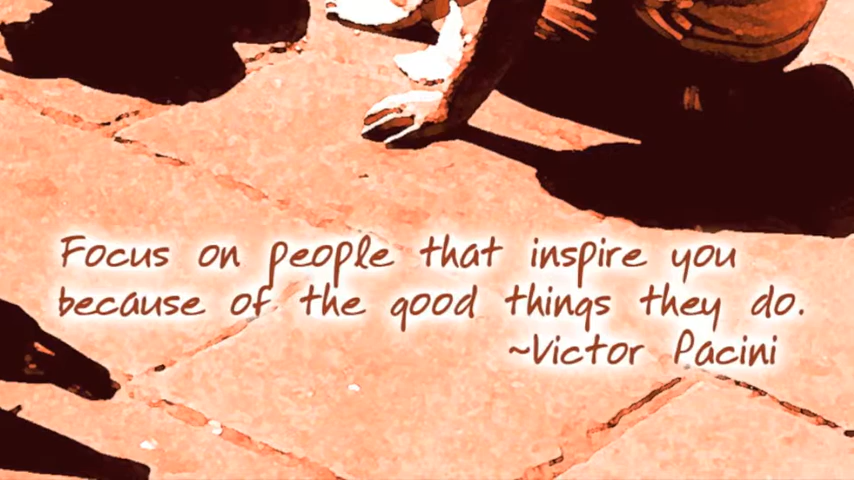 Focus on people that inspire you
because of the good things they do.
~Victor Pacini